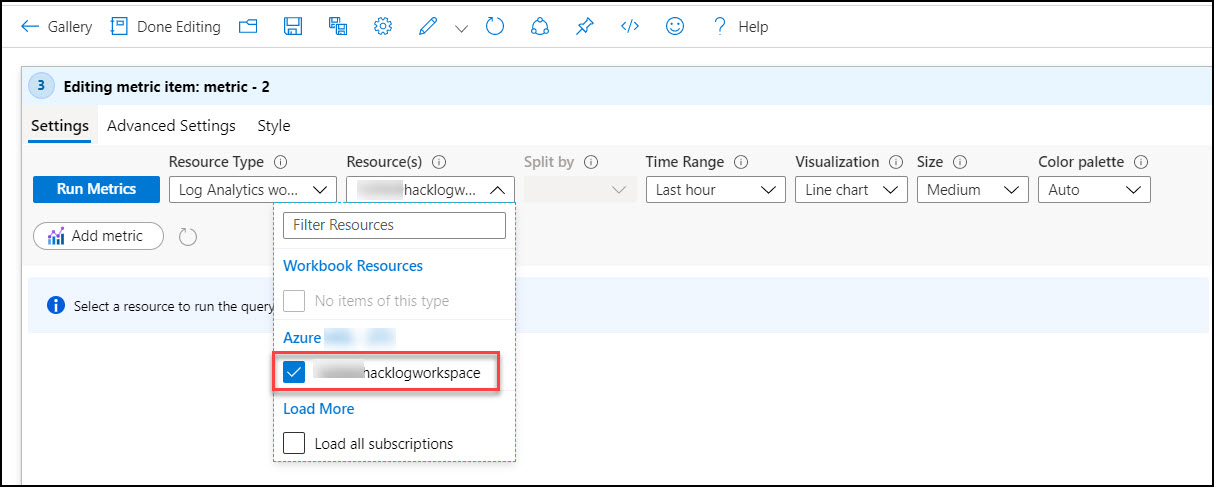 Gallery Done Editing Help
3 Editing metric item: metric - 2
Settings Advanced Settings Style
Resource Type Resource(s) Split by Time Range Visualization Size Color palette
Run Metrics Log Analytics wo... hacklogw... Last hour Line chart Medium Auto
Add metric
Filter Resources
Workbook Resources
No items of this type
Select a resource to run the query
Azure
hacklogworkspace
Load More
Load all subscriptions